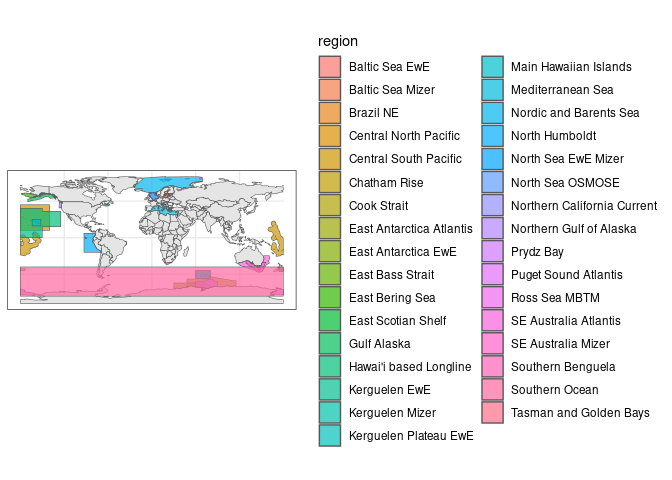 region
Baltic Sea EwE
Baltic Sea Mizer
Brazil NE
Central North Pacific
Central South Pacific
Chatham Rise
Cook Strait
East Antarctica Atlantis
East Antarctica EwE
East Bass Strait
East Bering Sea
East Scotian Shelf
Gulf Alaska
Hawai'i based Longline
Kerguelen EwE
Kerguelen Mizer
Kerguelen Plateau EwE
Main Hawaiian Islands
Mediterranean Sea
Nordic and Barents Sea
North Humboldt
North Sea EwE Mizer
North Sea OSMOSE
Northern California Current
Northern Gulf of Alaska
Prydz Bay
Puget Sound Atlantis
Ross Sea MBTM
SE Australia Atlantis
SE Australia Mizer
Southern Benguela
Southern Ocean
Tasman and Golden Bays